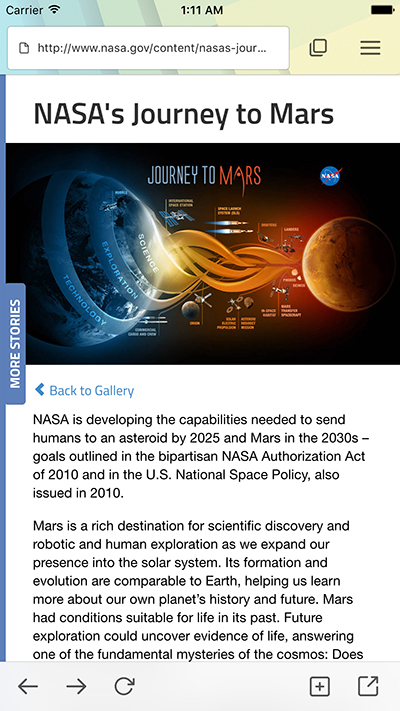 Carrier 1:11 AM
http://www.nasa.gov/content/nasas-jour...
NASA's Journey to Mars
JOURNEY TO MARS
NASA
HUBBLE
INTERNATIONAL
SPACE STATION
SPACE LAUNCH
SYSTEM (SLS)
ORBITERS
LANDERS
SCIENCE
EXPLORATION
TECHNOLOGY
PHOBOS
DEIMOS
COMMERCIAL
CARGO AND CREW
ORION
SOLAR
ELECTRIC
PROPULSION
ASTEROID
REDIRECT
MISSION
IN-SPACE
HABITAT
MARS
TRANSFER
SPACECRAFT
MORE STORIES
Back to Gallery
NASA is developing the capabilities needed to send
humans to an asteroid by 2025 and Mars in the 2030s –
goals outlined in the bipartisan NASA Authorization Act
of 2010 and in the U.S. National Space Policy, also
issued in 2010.
Mars is a rich destination for scientific discovery and
robotic and human exploration as we expand our
presence into the solar system. Its formation and
evolution are comparable to Earth, helping us learn
more about our own planet's history and future. Mars
had conditions suitable for life in its past. Future
exploration could uncover evidence of life, answering
one of the fundamental mysteries of the cosmos: Does